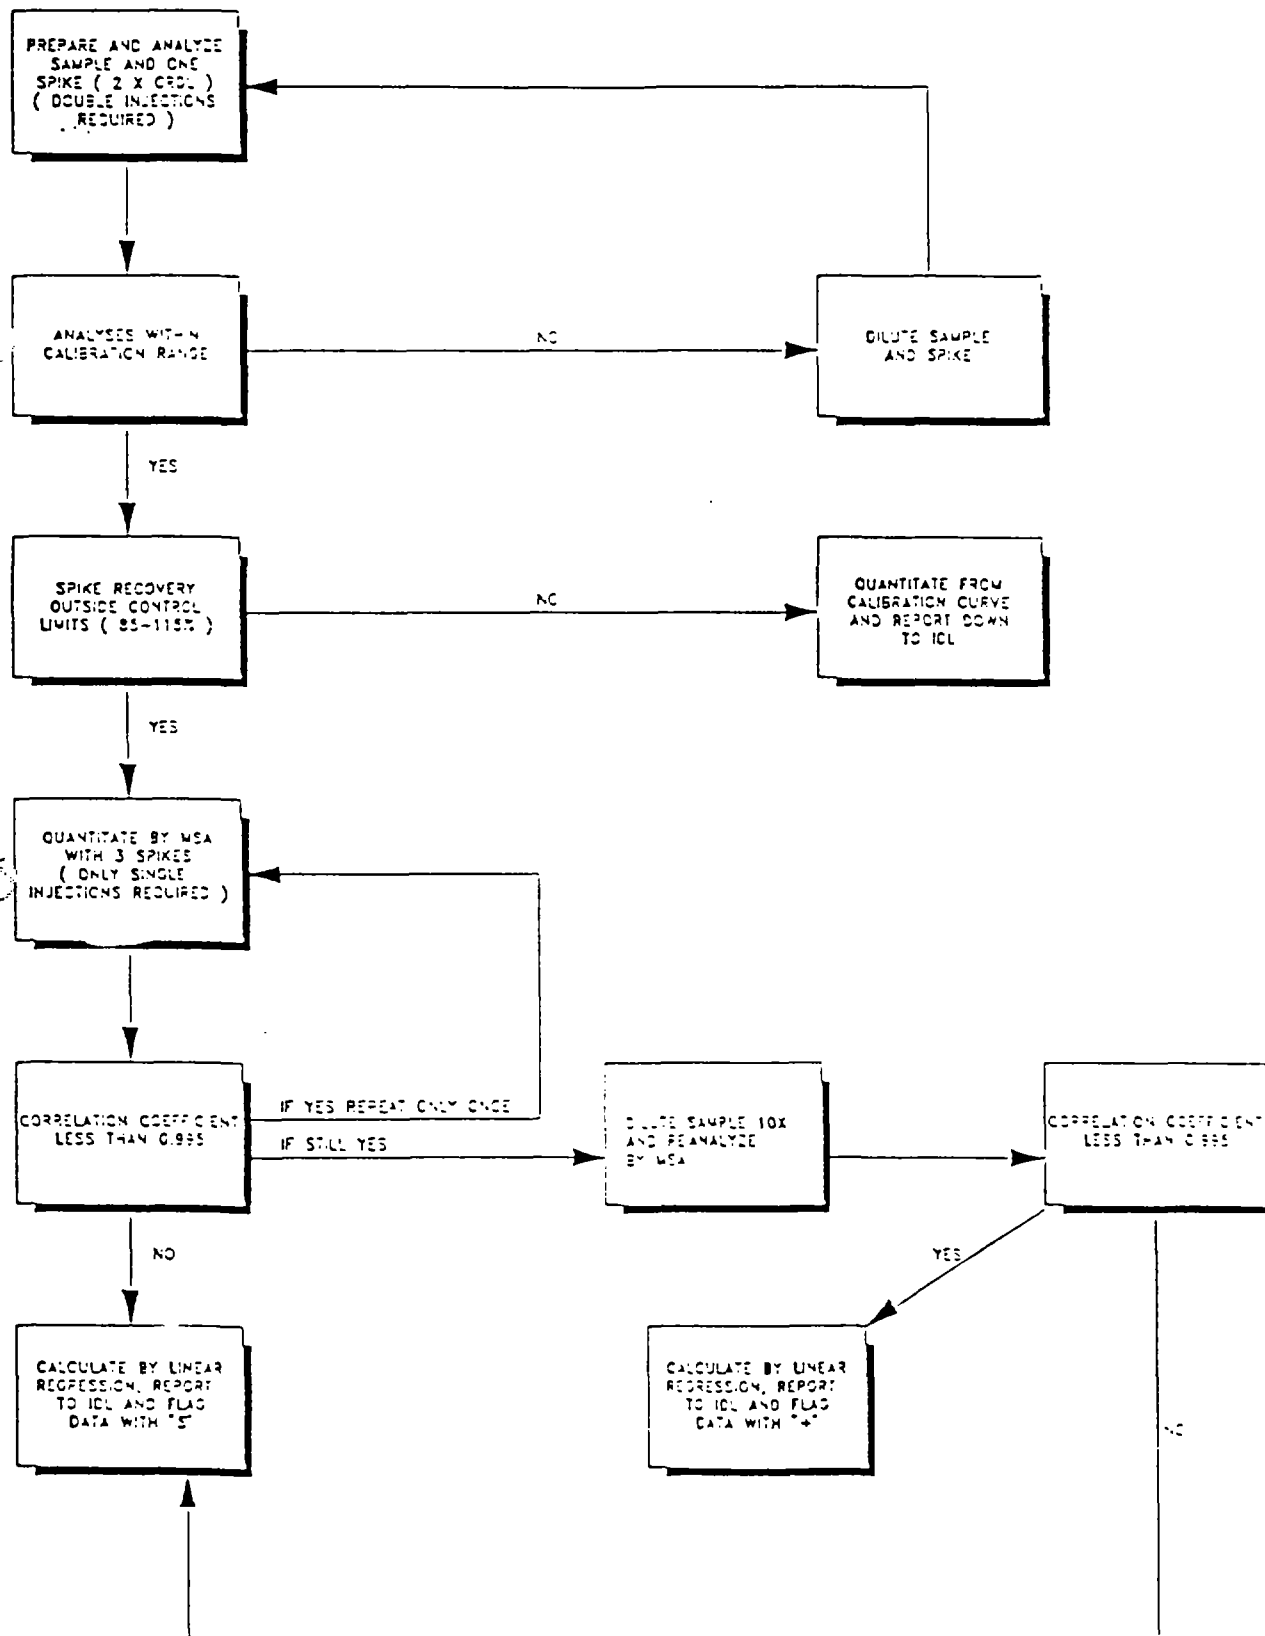 PREPARE AND ANALYZE
SAMPLE AND ONE
SPIKE ( 2 X CRDL )
( DOUBLE INJECTIONS
REQUIRED )
ANALYSES WITHIN
CALIBRATION RANGE
NO
DILUTE SAMPLE
AND SPIKE
YES
SPIKE RECOVERY
OUTSIDE CONTROL
LIMITS ( 85-115% )
NO
QUANTITATE FROM
CALIBRATION CURVE
AND REPORT DOWN
TO IDL
YES
QUANTITATE BY MSA
WITH 3 SPIKES
( ONLY SINGLE
INJECTIONS REQUIRED )
CORRELATION COEFFICIENT
LESS THAN 0.995
IF YES REPEAT ONLY ONCE
IF STILL YES
DILUTE SAMPLE 10X
AND REANALYZE
BY MSA
CORRELATION COEFFICIENT
LESS THAN 0.995
NO
YES
CALCULATE BY LINEAR
REGRESSION, REPORT
TO IDL AND FLAG
DATA WITH "S"
CALCULATE BY LINEAR
REGRESSION, REPORT
TO IDL AND FLAG
DATA WITH "+"
NO